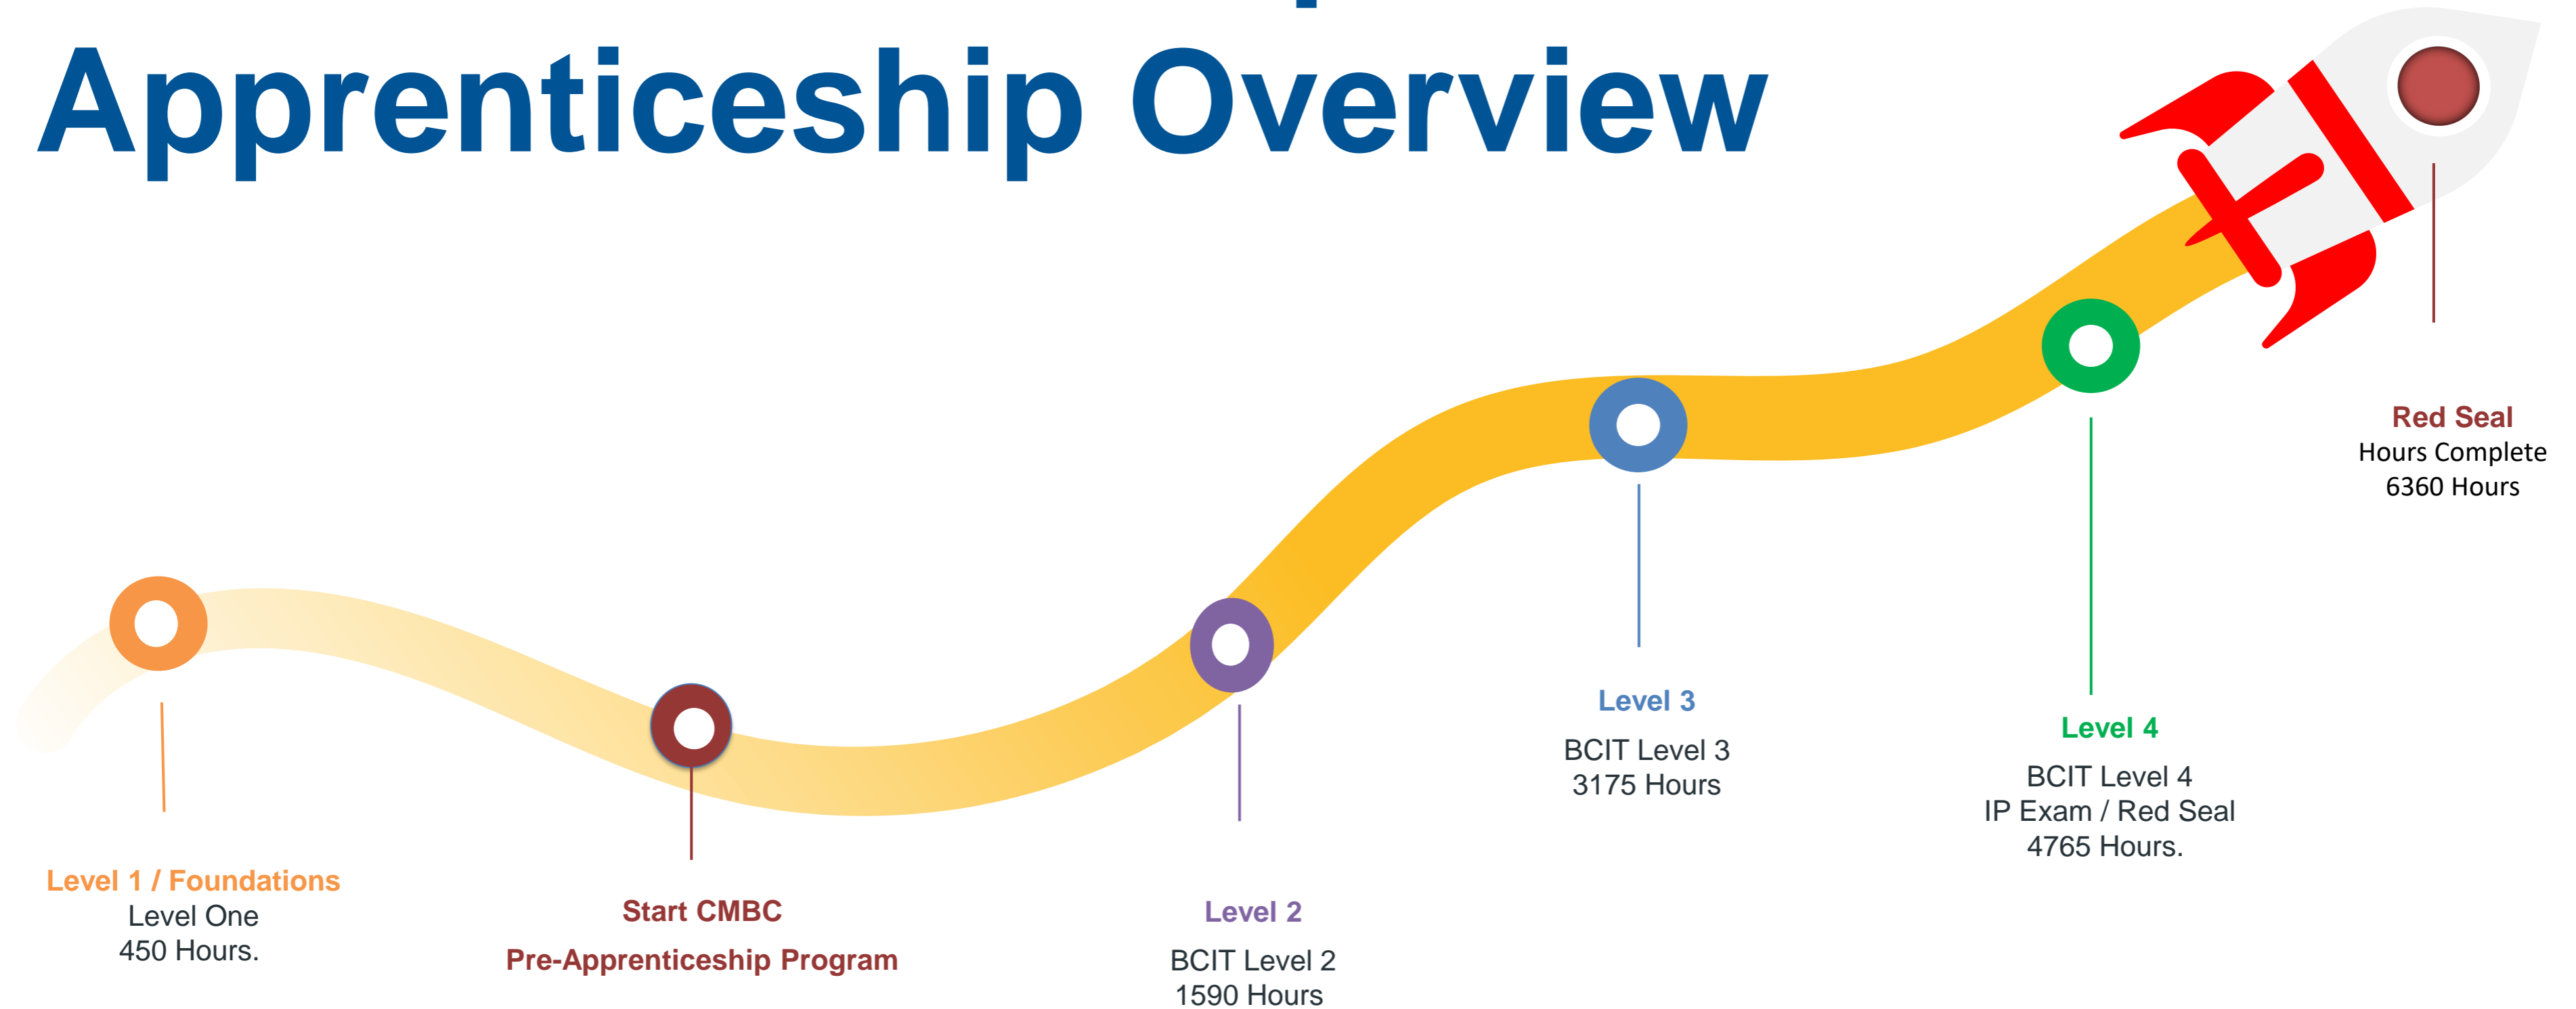 Apprenticeship Overview
Level 1 / Foundations
Level One
450 Hours.
Start CMBC
Pre-Apprenticeship Program
Level 2
BCIT Level 2
1590 Hours
Level 3
BCIT Level 3
3175 Hours
Level 4
BCIT Level 4
IP Exam / Red Seal
4765 Hours.
Red Seal
Hours Complete
6360 Hours